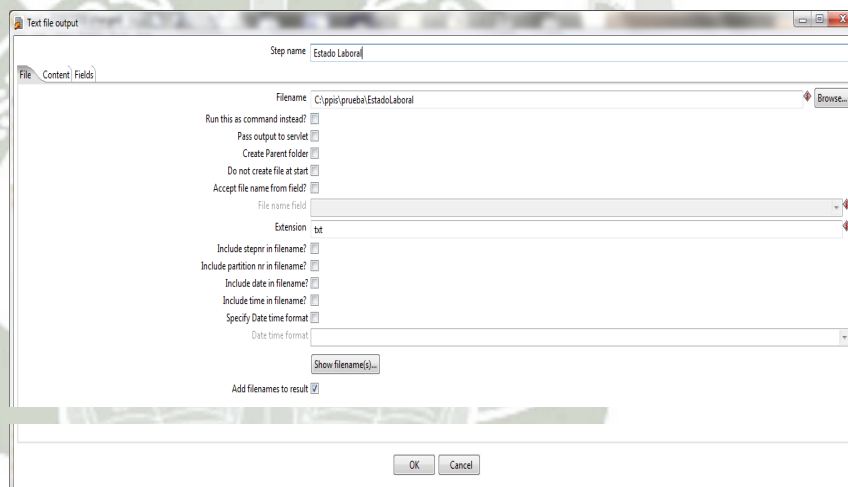 Text file output
Step name Estado Laboral
File Content Fields
Filename C:\ppis\prueba\EstadoLaboral Browse...
Run this as command instead?
Pass output to servlet
Create Parent folder
Do not create file at start
Accept file name from field?
File name field
Extension txt
Include stepnr in filename?
Include partition nr in filename?
Include date in filename?
Include time in filename?
Specify Date time format
Date time format
Show filename(s)...
Add filenames to result
OK Cancel